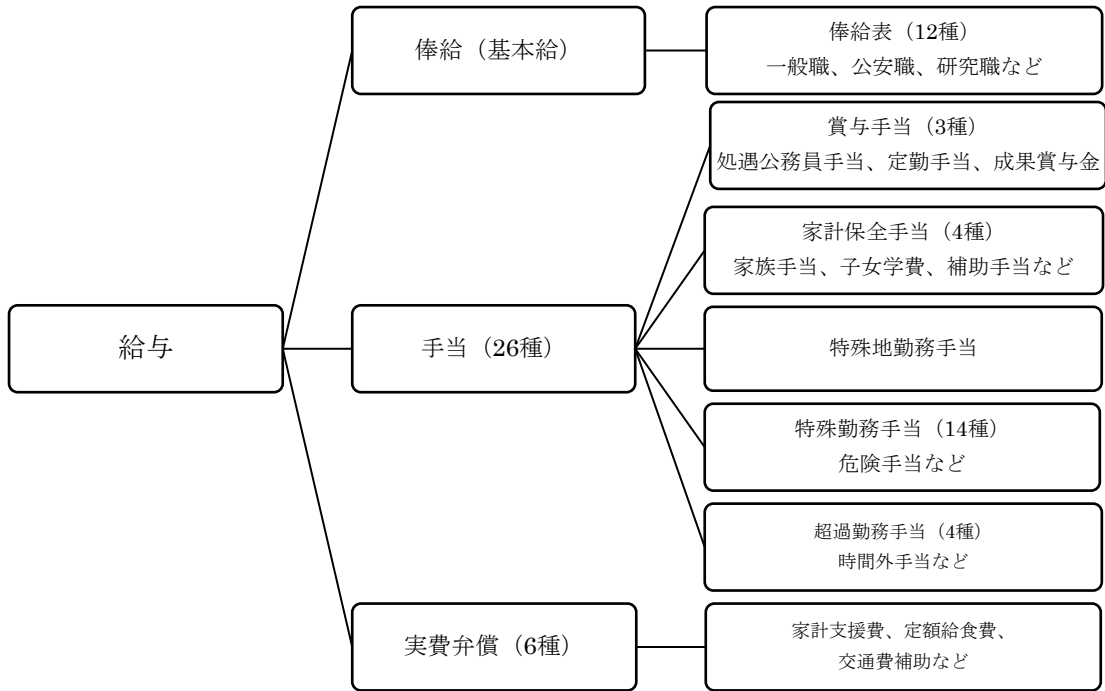 給与
俸給（基本給）
俸給表（12種）
一般職、公安職、研究職など
手当（26種）
賞与手当（3種）
処遇公務員手当、定勤手当、成果賞与金
家計保全手当（4種）
家族手当、子女学費、補助手当など
特殊地勤務手当
特殊勤務手当（14種）
危険手当など
超過勤務手当（4種）
時間外手当など
実費弁償（6種）
家計支援費、定額給食費、
交通費補助など